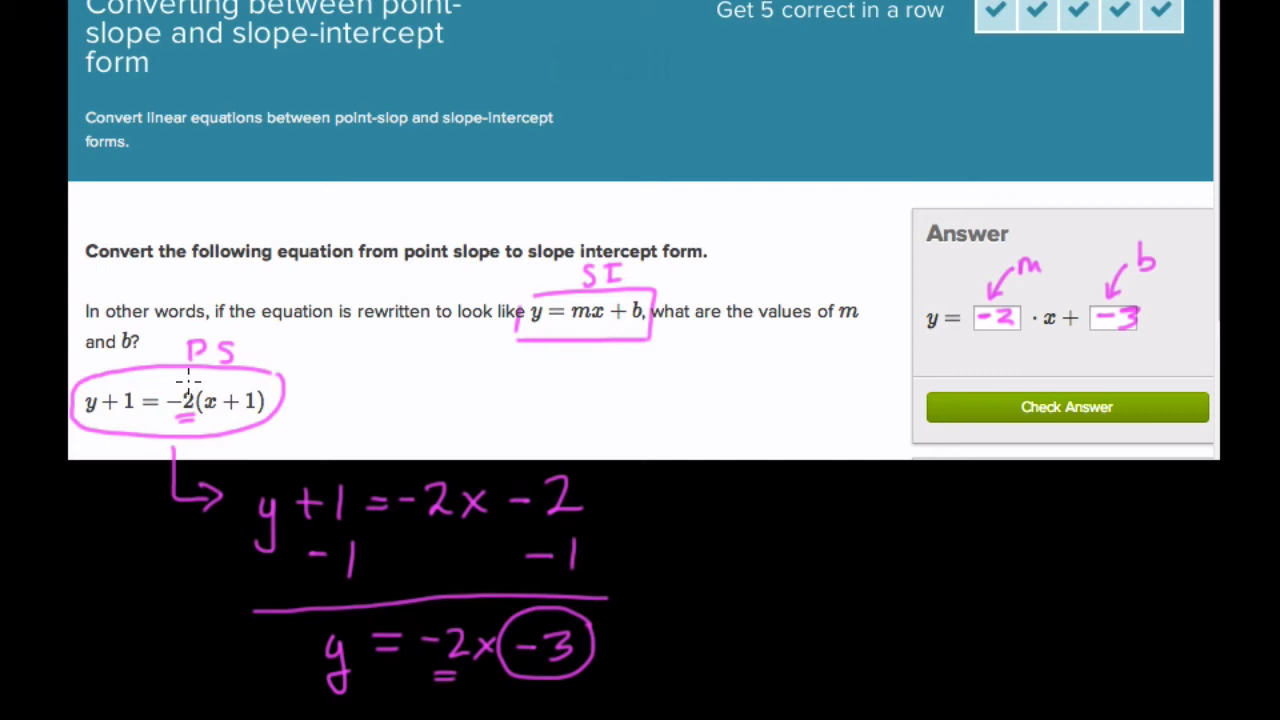 Converting between point-
slope and slope-intercept
form
Get 5 correct in a row
Convert linear equations between point-slop and slope-intercept
forms.
Convert the following equation from point slope to slope intercept form.
SI
In other words, if the equation is rewritten to look like y = mx + b, what are the values of m
and b?
PS
y + 1 = −2(x + 1)
Answer
m
b
y = -2 · x + -3
Check Answer
y + 1 = -2x - 2
- 1 - 1
y = -2x - 3